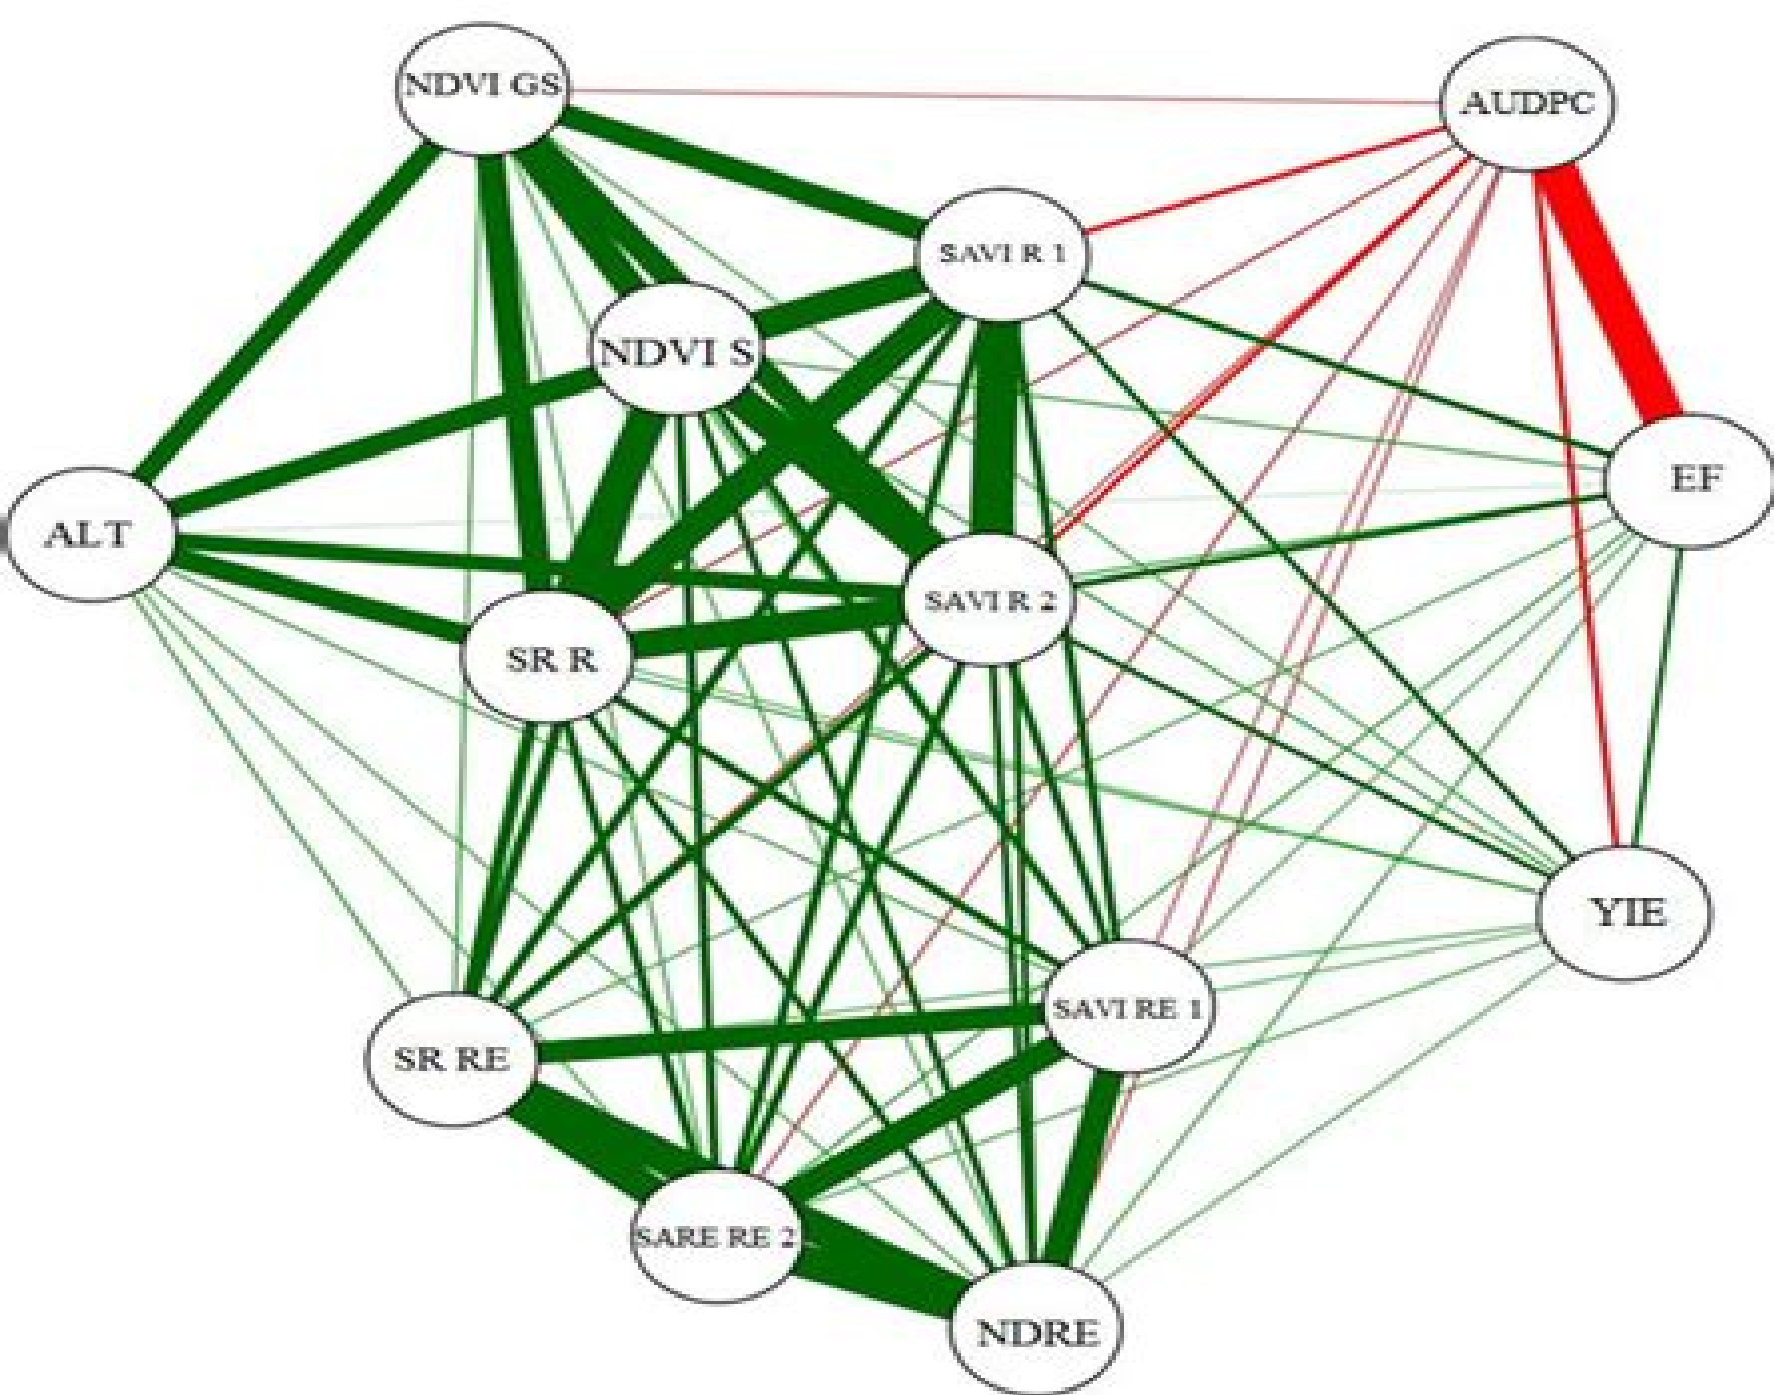 NDVI GS
AUDPC
SAVI R 1
NDVI S
EF
ALT
SAVI R 2
SR R
YIE
SAVI RE 1
SR RE
SARE RE 2
NDRE